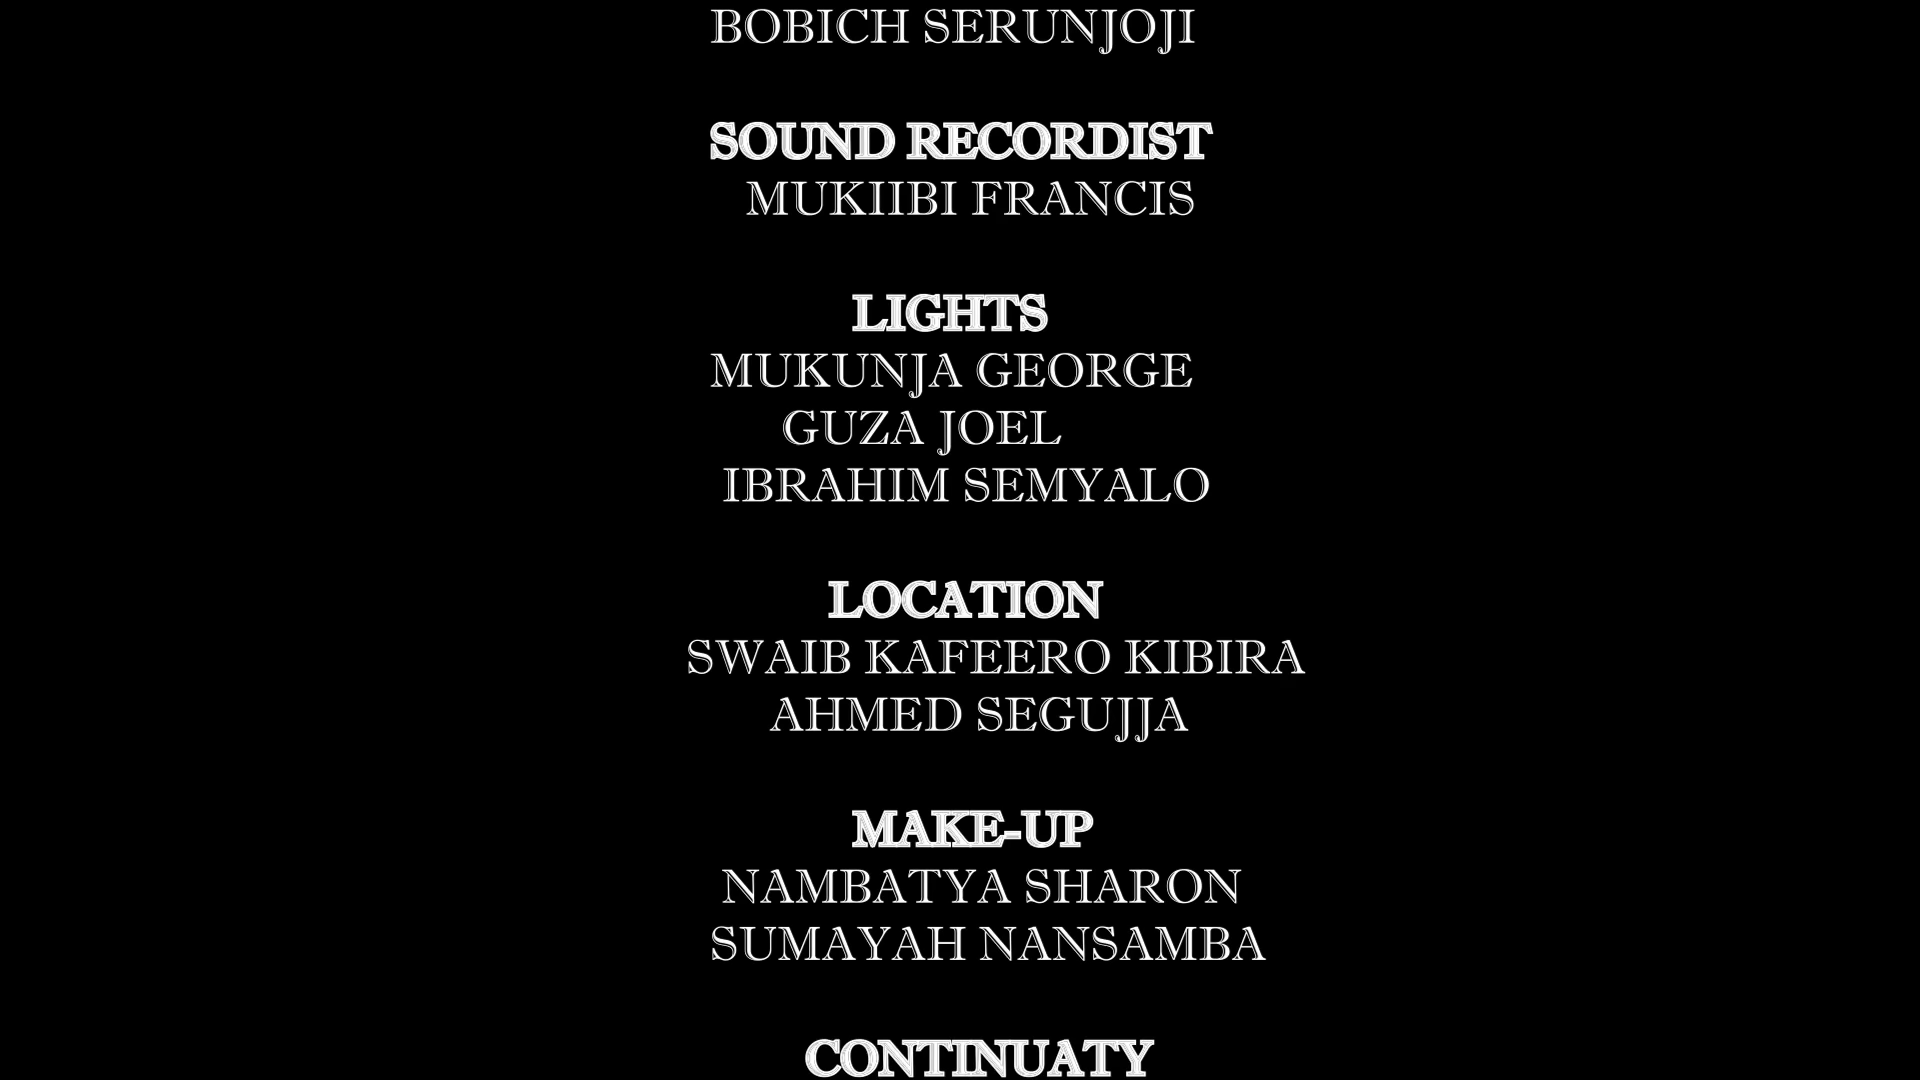 BOBICH SERUNJOJI
SOUND RECORDIST
MUKIIBI FRANCIS
LIGHTS
MUKUNJA GEORGE
GUZA JOEL
IBRAHIM SEMYALO
LOCATION
SWAIB KAFEERO KIBIRA
AHMED SEGUJJA
MAKE-UP
NAMBATYA SHARON
SUMAYAH NANSAMBA
CONTINUATY